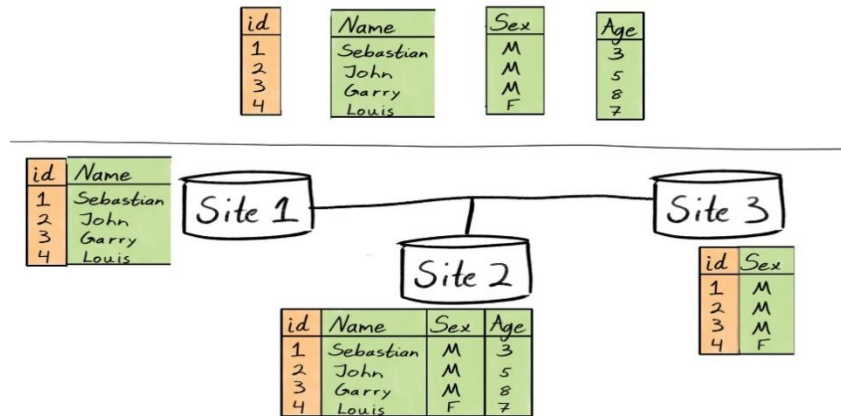 id Name Sex Age
1 Sebastian M 3
2 John M 5
3 Garry M 8
4 Louis F 7
id Name
1 Sebastian
2 John
3 Garry
4 Louis
Site 1
Site 2
Site 3
id Name Sex Age
1 Sebastian M 3
2 John M 5
3 Garry M 8
4 Louis F 7
id Sex
1 M
2 M
3 M
4 F